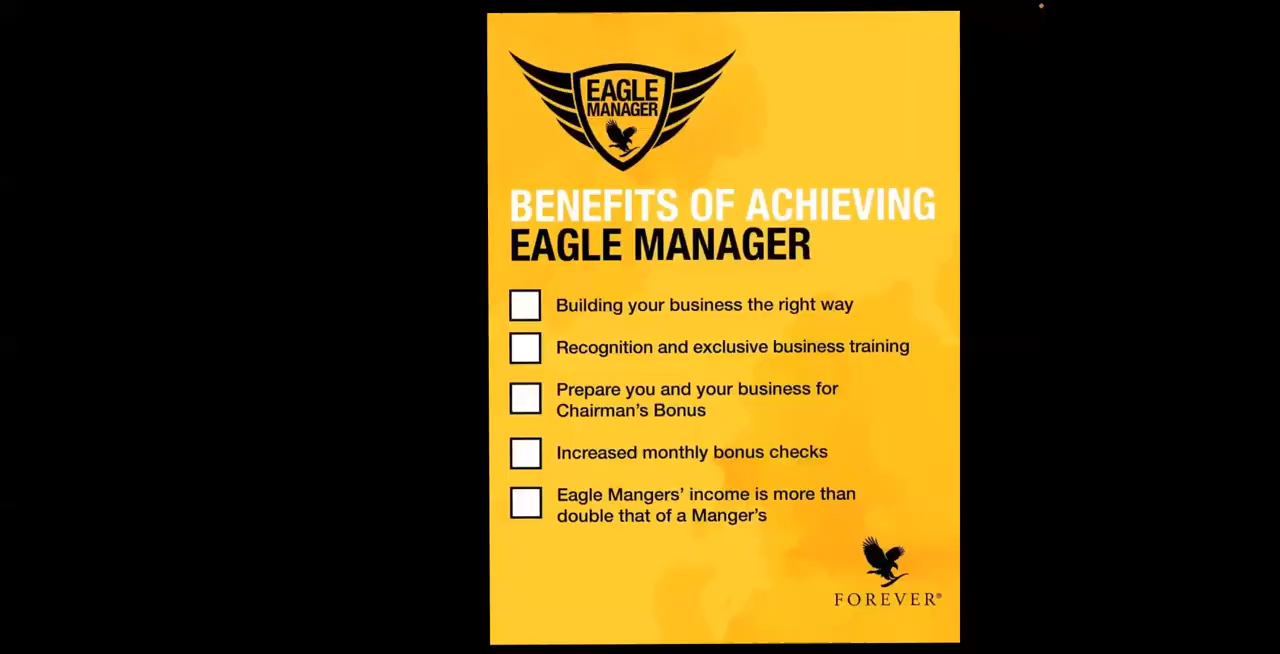 EAGLE
MANAGER
BENEFITS OF ACHIEVING
EAGLE MANAGER
Building your business the right way
Recognition and exclusive business training
Prepare you and your business for
Chairman's Bonus
Increased monthly bonus checks
Eagle Mangers' income is more than
double that of a Manger's
FOREVER®